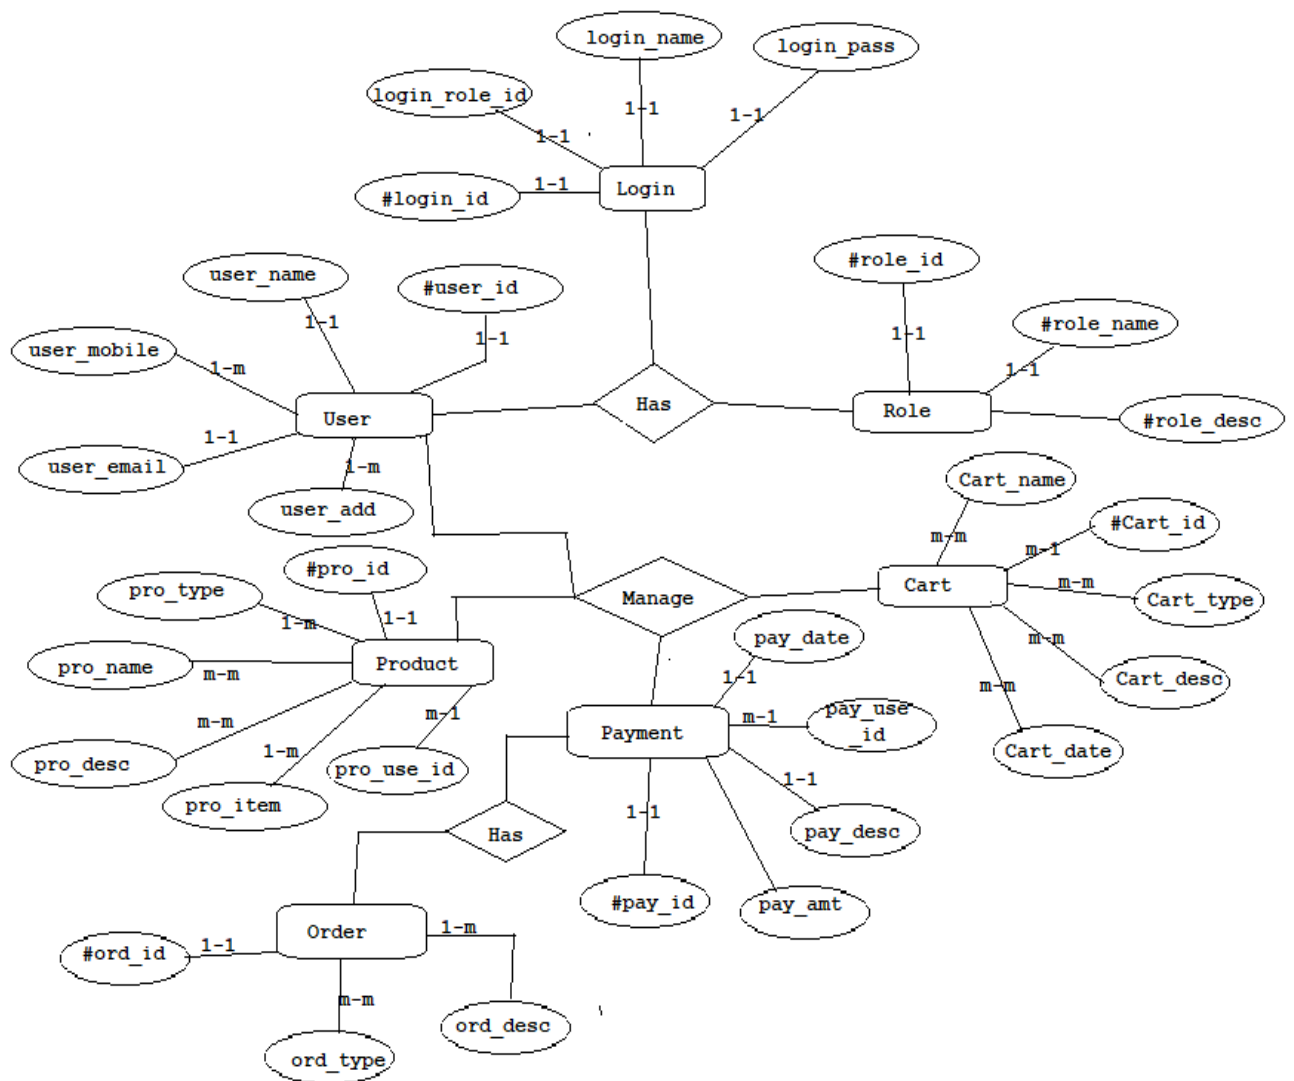 login_name
login_pass
login_role_id
1-1
1-1
1-1
#login_id
1-1
Login
user_name
#user_id
#role_id
1-1
1-1
1-1
#role_name
user_mobile
1-m
1-1
User
Has
Role
#role_desc
1-1
user_email
1-m
user_add
Cart_name
#Cart_id
m-m
m-1
#pro_id
pro_type
1-m
1-1
Manage
Cart
m-m
Cart_type
pay_date
m-m
pro_name
m-m
Product
1-1
Cart_desc
m-m
m-m
m-1
m-1
pay_use
_id
Payment
Cart_date
1-m
pro_desc
pro_use_id
1-1
pro_item
1-1
Has
pay_desc
#pay_id
pay_amt
Order
1-m
#ord_id
1-1
m-m
ord_desc
ord_type